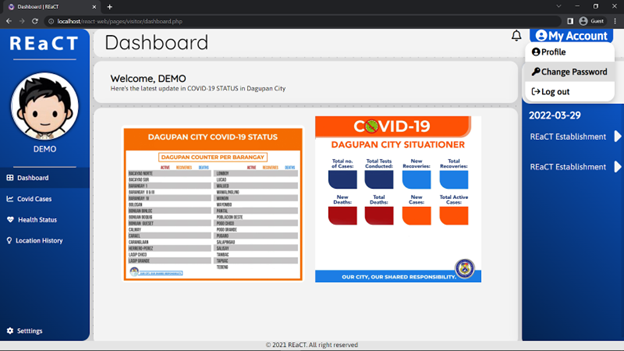 Dashboard | REaCT
localhost/react-web/pages/visitor/dashboard.php
Guest
REaCT
DEMO
Dashboard
Covid Cases
Health Status
Location History
Settings
Dashboard
My Account
Profile
Change Password
Log out
Welcome, DEMO
Here's the latest update in COVID-19 STATUS in Dagupan City
DAGUPAN CITY COVID-19 STATUS
DAGUPAN COUNTER PER BARANGAY
ACTIVE RECOVERIES DEATHS ACTIVE RECOVERIES DEATHS
BACAYAO NORTE LOMBOY
BACAYAO SUR LUCAO
BARANGAY I MALUED
BARANGAY II & III MAMALINGLING
BARANGAY IV MANGIN
BOLOSAN MAYOMBO
BONUAN BINLOC PANTAL
BONUAN BOQUIG POBLACION OESTE
BONUAN GUESET POGO CHICO
CALMAY POGO GRANDE
CARAEL PUGARO
CARANGLAAN SALAPINGAO
HERRERO-PEREZ SALISAY
LASIP CHICO TAMBAC
LASIP GRANDE TAPUAC
TEBENG
COVID-19
DAGUPAN CITY SITUATIONER
Total no. of Cases:
Total Tests Conducted:
New Recoveries:
Total Recoveries:
New Deaths:
Total Deaths:
New Cases:
Total Active Cases:
OUR CITY, OUR SHARED RESPONSIBILITY.
2022-03-29
REaCT Establishment
REaCT Establishment
© 2021 REaCT. All right reserved